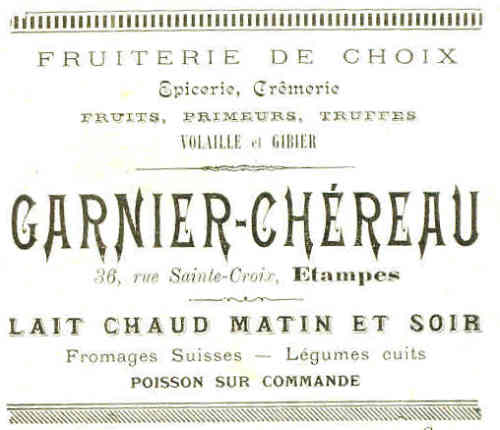 FRUITERIE DE CHOIX
Epicerie, Crêmerie
FRUITS, PRIMEURS, TRUFFES
VOLAILLE et GIBIER
GARNIER-CHÉREAU
36, rue Sainte-Croix, Etampes
LAIT CHAUD MATIN ET SOIR
Fromages Suisses — Légumes cuits
POISSON SUR COMMANDE